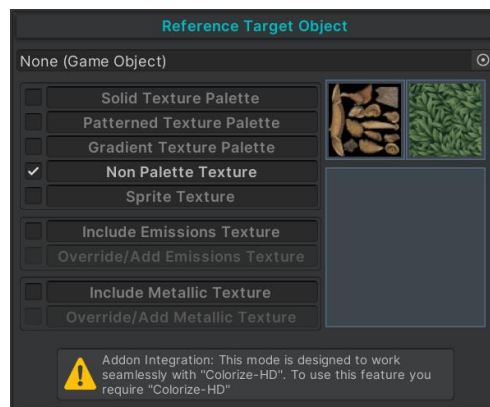 Reference Target Object
None (Game Object)
Solid Texture Palette
Patterned Texture Palette
Gradient Texture Palette
Non Palette Texture
Sprite Texture
Include Emissions Texture
Override/Add Emissions Texture
Include Metallic Texture
Override/Add Metallic Texture
Addon Integration: This mode is designed to work
seamlessly with "Colorize-HD". To use this feature you
require "Colorize-HD"